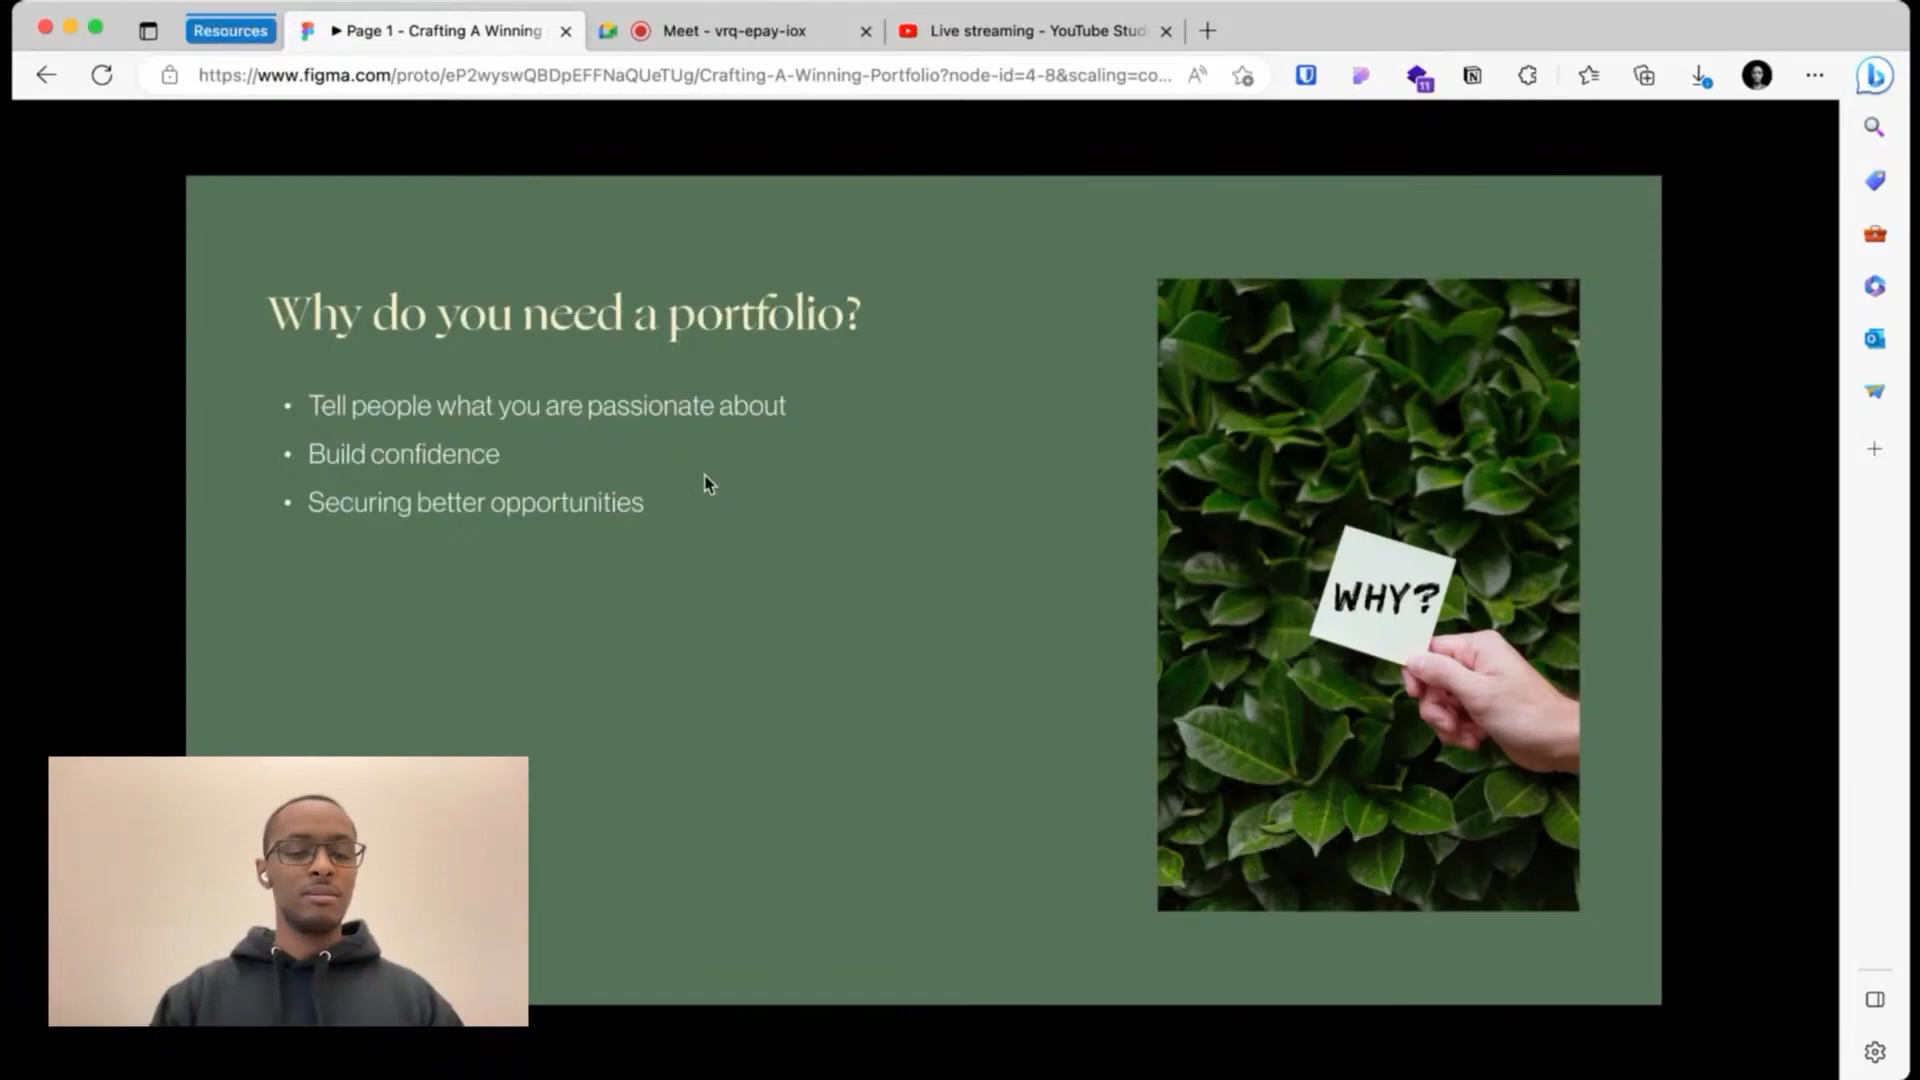 Resources
Page 1 - Crafting A Winning
Meet - vrq-epay-iox
Live streaming - YouTube Stud
https://www.figma.com/proto/eP2wyswQBDpEFFNaQUeTUg/Crafting-A-Winning-Portfolio?node-id=4-8&scaling=co...
11
Why do you need a portfolio?
• Tell people what you are passionate about
• Build confidence
• Securing better opportunities
WHY?